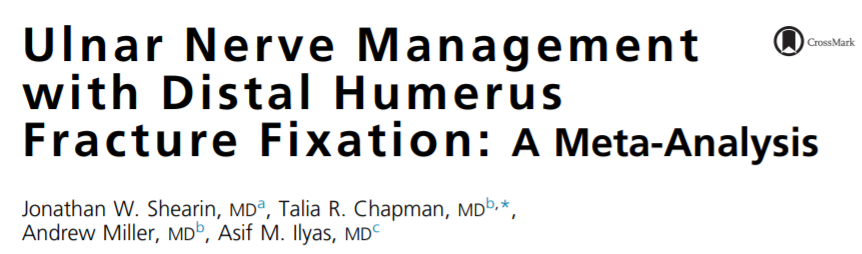 Ulnar Nerve Management
with Distal Humerus
Fracture Fixation: A Meta-Analysis
CrossMark
Jonathan W. Shearin, MDa, Talia R. Chapman, MDb,*,
Andrew Miller, MDb, Asif M. Ilyas, MDc